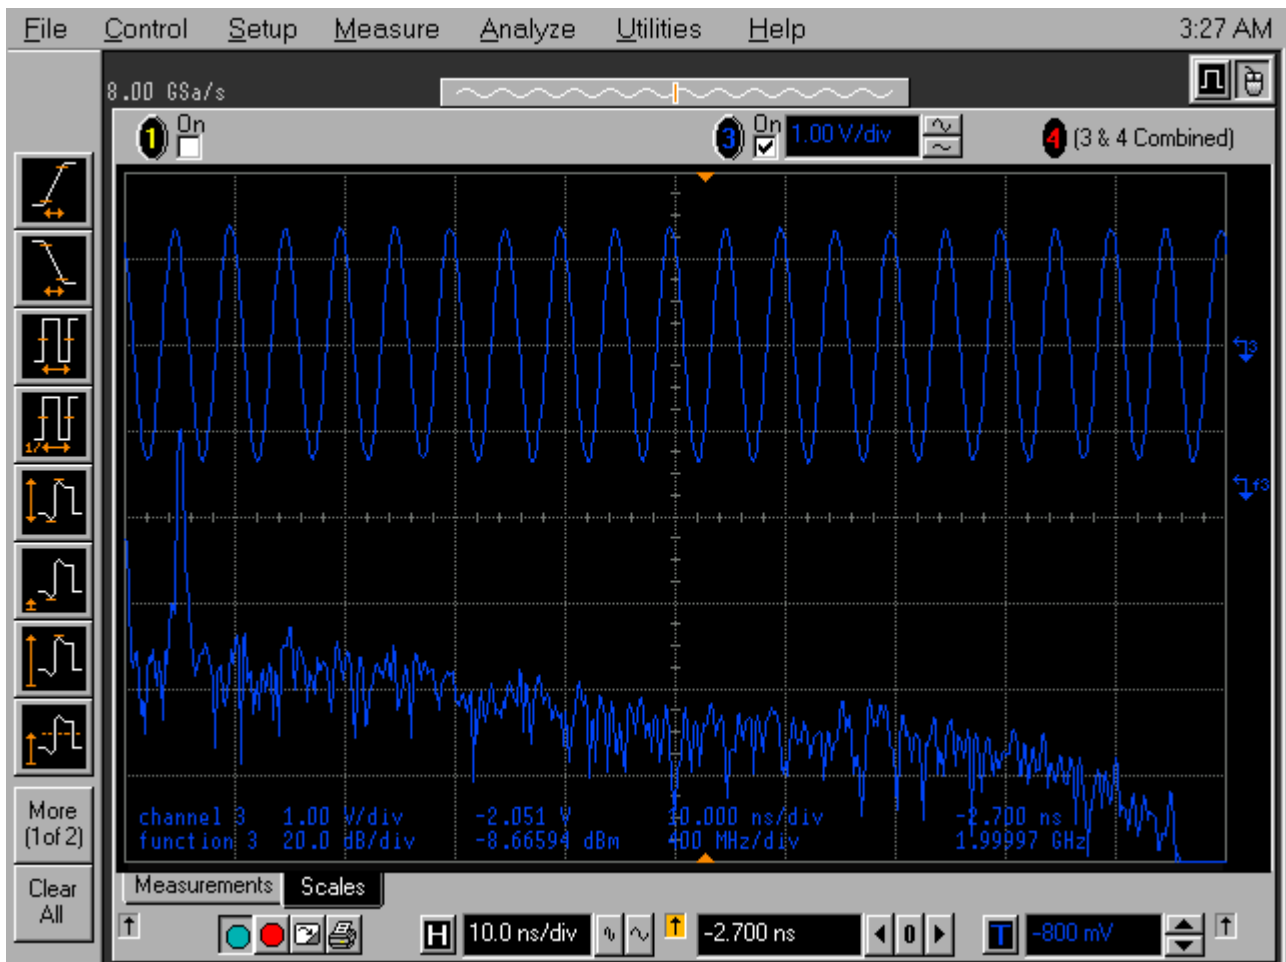 File Control Setup Measure Analyze Utilities Help 3:27 AM
8.00 GSa/s
1 On 3 On 1.00 V/div 4 (3 & 4 Combined)
3
f3
1/
channel 3 1.00 V/div -2.051 V 10.000 ns/div -2.700 ns
function 3 20.0 dB/div -8.66594 dBm 400 MHz/div 1.99997 GHz
More
(1of 2)
Clear
All
Measurements Scales
H 10.0 ns/div -2.700 ns 0 T -800 mV